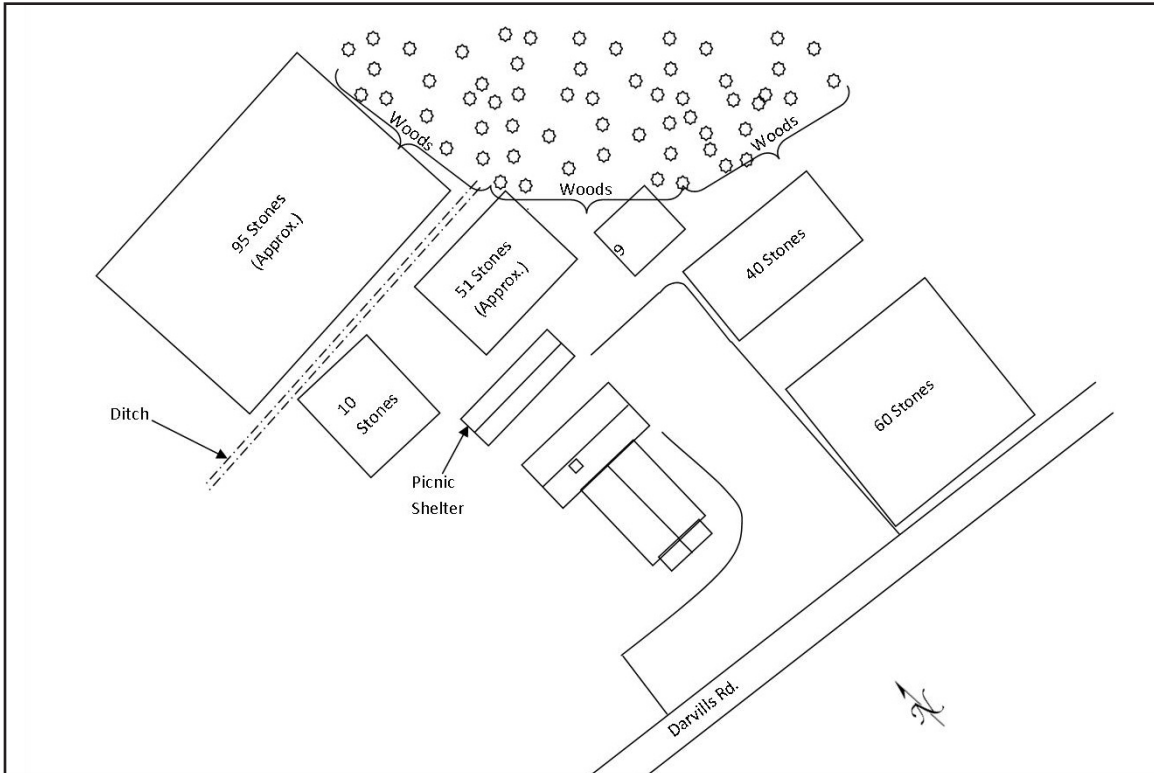 Woods
Woods
Woods
95 Stones
(Approx.)
51 Stones
(Approx.)
9
40 Stones
10
Stones
60 Stones
Ditch
Picnic
Shelter
Darvills Rd.
N